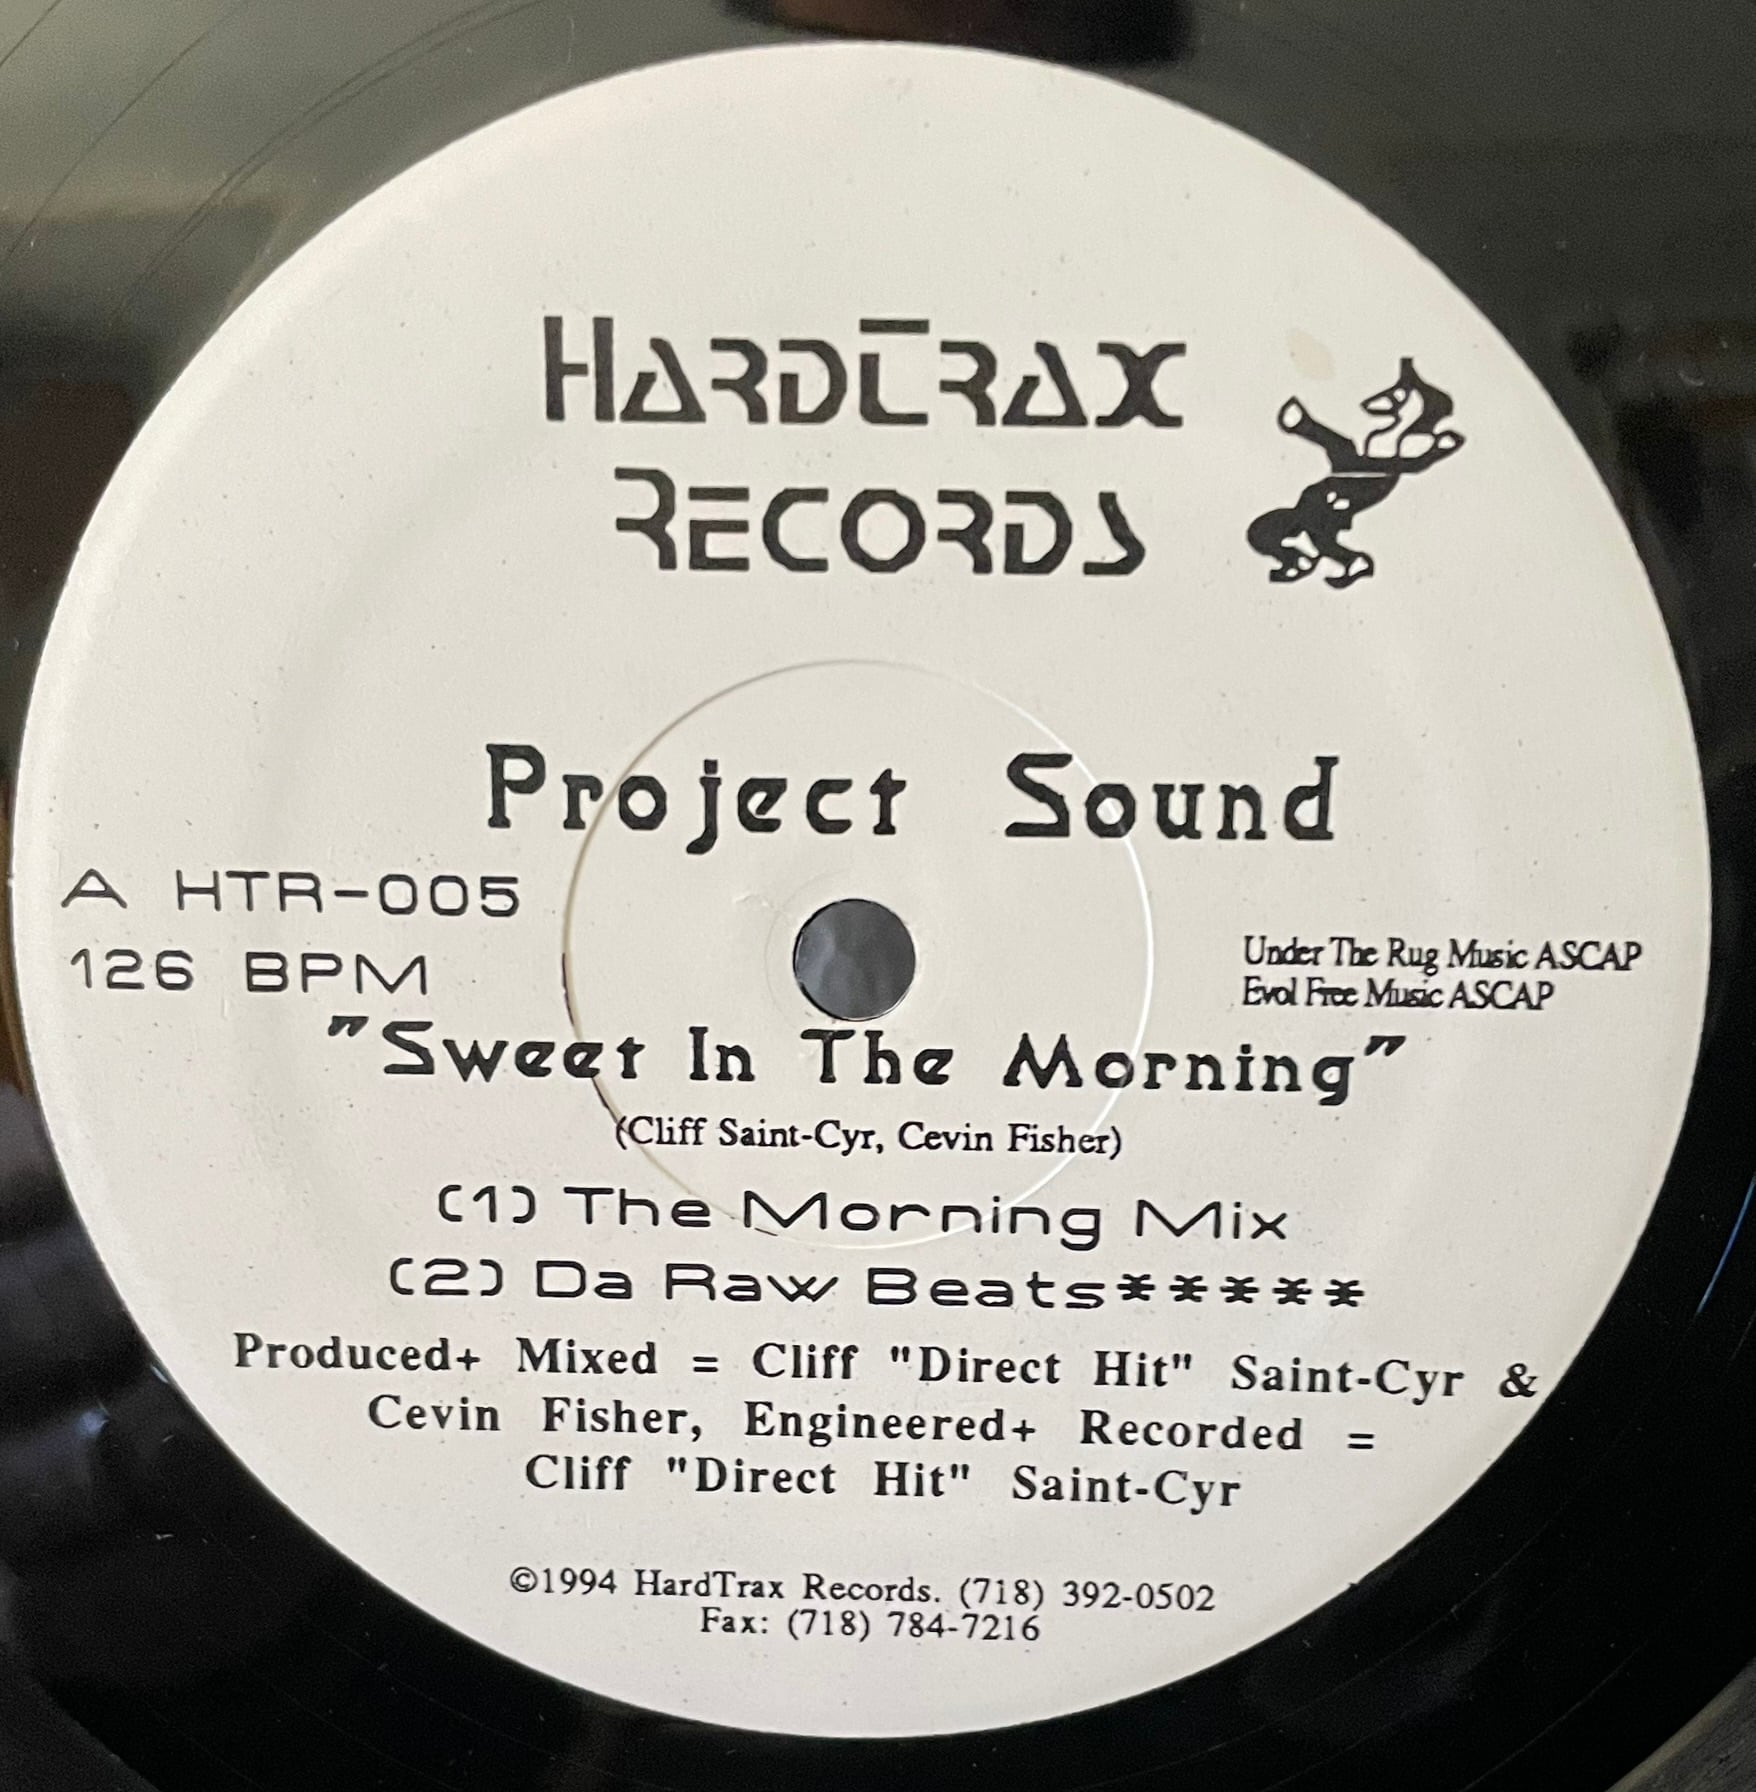 HardTrax
Records
Project Sound
A HTR-005
126 BPM
Under The Rug Music ASCAP
Evol Free Music ASCAP
"Sweet In The Morning"
(Cliff Saint-Cyr, Cevin Fisher)
(1) The Morning Mix
(2) Da Raw Beats*****
Produced+ Mixed = Cliff "Direct Hit" Saint-Cyr &
Cevin Fisher, Engineered+ Recorded =
Cliff "Direct Hit" Saint-Cyr
©1994 HardTrax Records. (718) 392-0502
Fax: (718) 784-7216